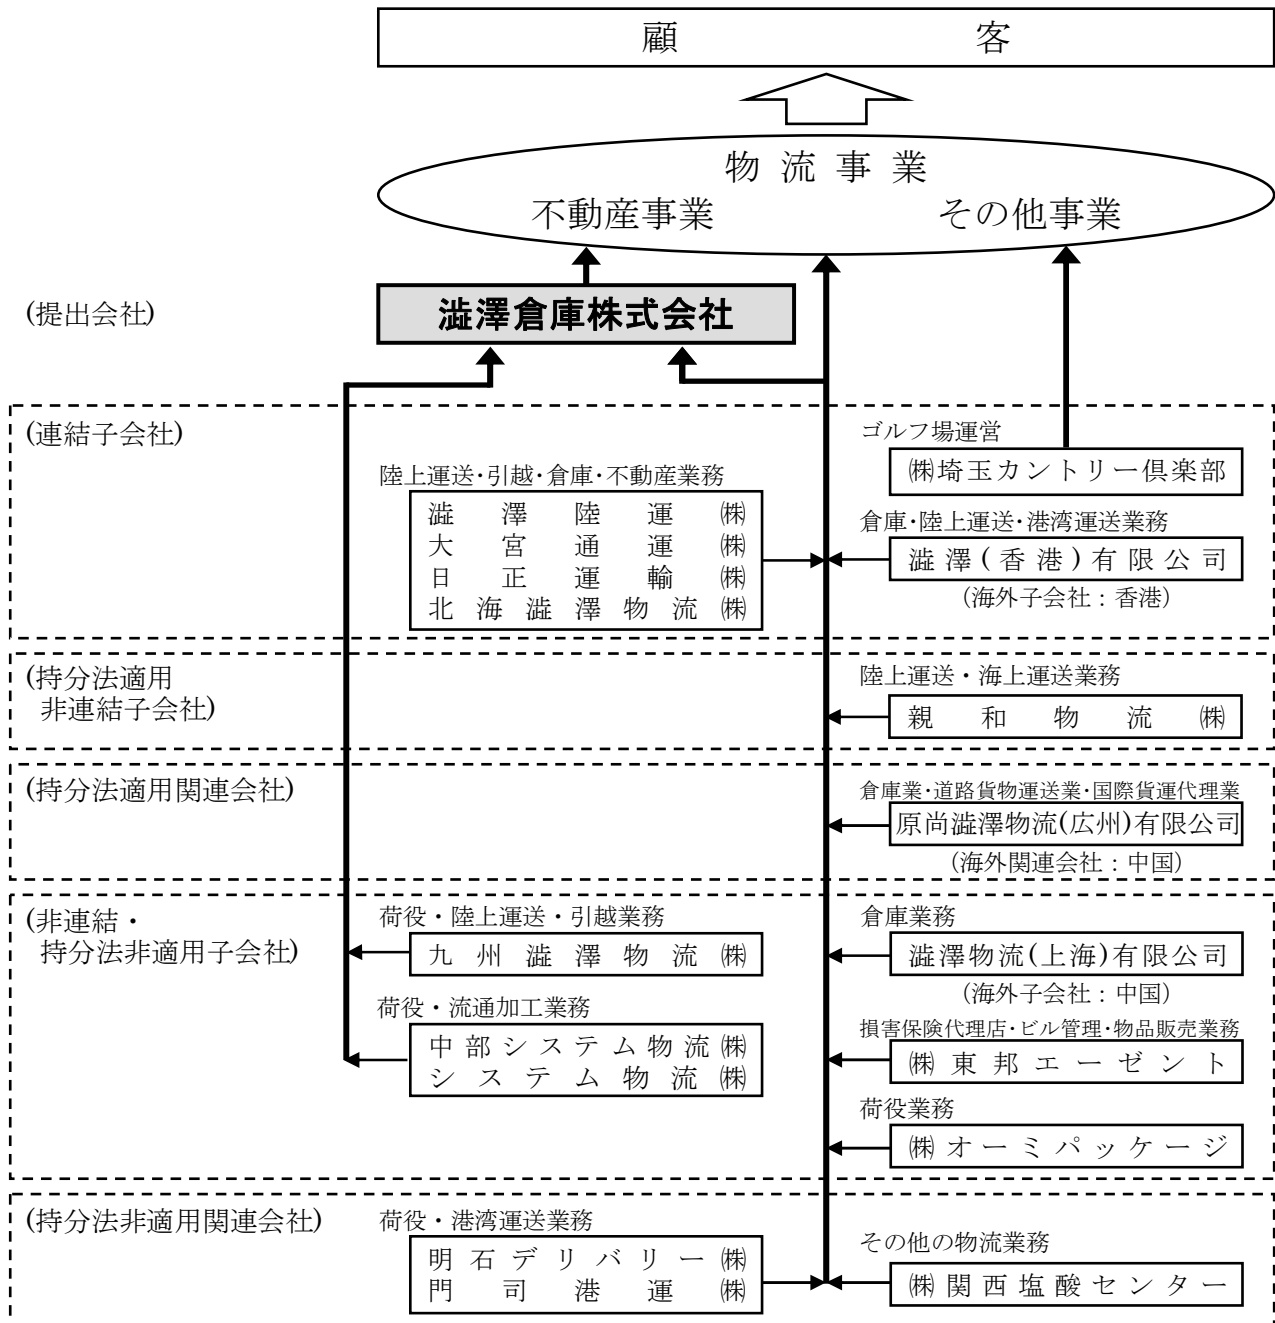 顧客
物流事業
不動産事業 その他事業
(提出会社)
澁澤倉庫株式会社
(連結子会社)
陸上運送・引越・倉庫・不動産業務
澁澤陸運㈱
大宮通運㈱
日正運輸㈱
北海澁澤物流㈱
ゴルフ場運営
㈱埼玉カントリー倶楽部
倉庫・陸上運送・港湾運送業務
澁澤(香港)有限公司
(海外子会社：香港)
(持分法適用
非連結子会社)
陸上運送・海上運送業務
親和物流㈱
(持分法適用関連会社)
倉庫業・道路貨物運送業・国際貨運代理業
原尚澁澤物流(広州)有限公司
(海外関連会社：中国)
(非連結・
持分法非適用子会社)
荷役・陸上運送・引越業務
九州澁澤物流㈱
荷役・流通加工業務
中部システム物流㈱
システム物流㈱
倉庫業務
澁澤物流(上海)有限公司
(海外子会社：中国)
損害保険代理店・ビル管理・物品販売業務
㈱東邦エーゼント
荷役業務
㈱オーミパッケージ
(持分法非適用関連会社)
荷役・港湾運送業務
明石デリバリー㈱
門司港運㈱
その他の物流業務
㈱関西塩酸センター